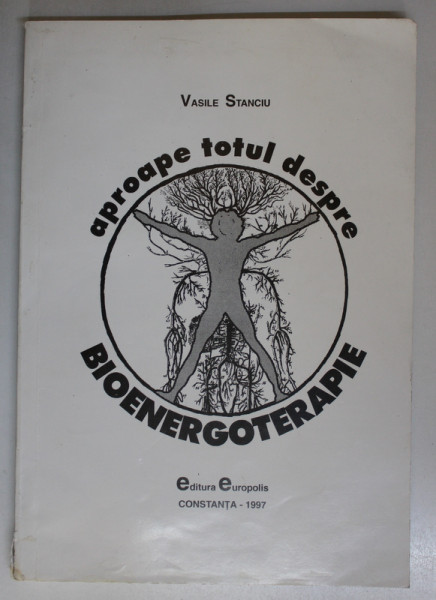 VASILE STANCIU
aproape totul despre
BIOENERGOTERAPIE
editura europolis
CONSTANȚA - 1997